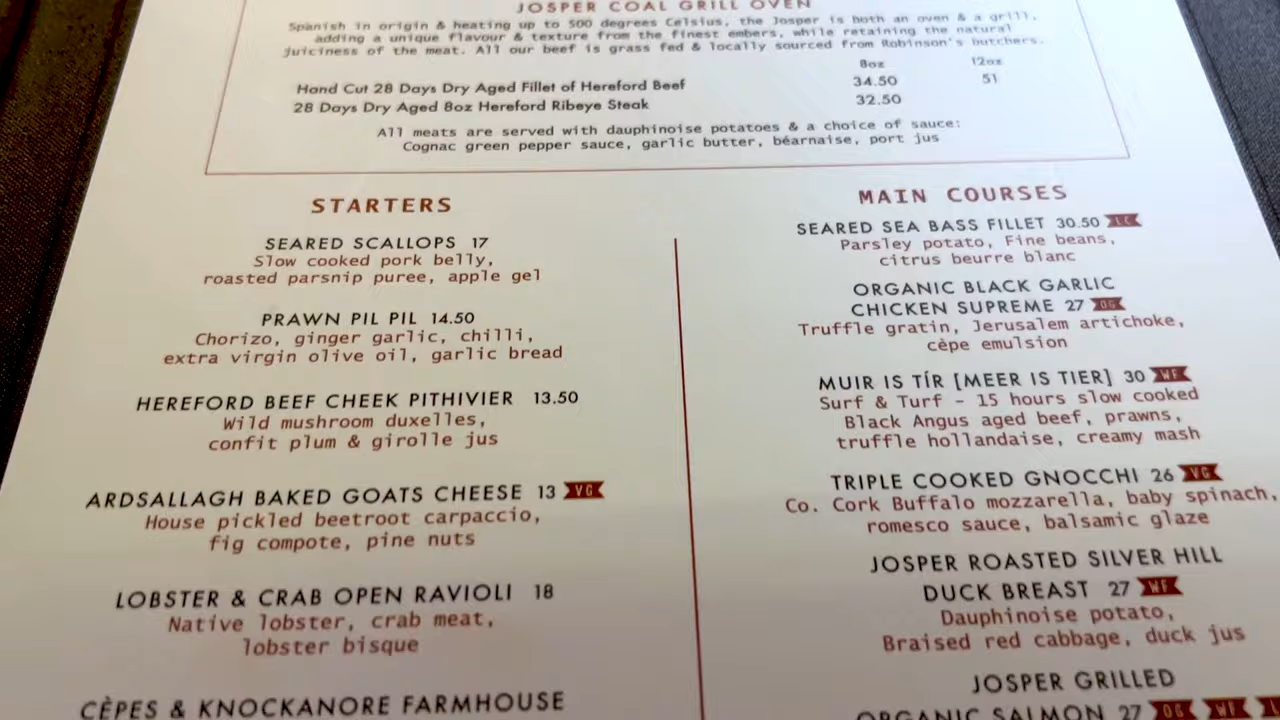 JOSPER COAL GRILL OVEN
Spanish in origin & heating up to 500 degrees Celsius, the Josper is both an oven & a grill,
adding a unique flavour & texture from the finest embers, while retaining the natural
juiciness of the meat. All our beef is grass fed & locally sourced from Robinson's butchers.
8oz 12oz
Hand Cut 28 Days Dry Aged Fillet of Hereford Beef 34.50 51
28 Days Dry Aged 8oz Hereford Ribeye Steak 32.50
All meats are served with dauphinoise potatoes & a choice of sauce:
Cognac green pepper sauce, garlic butter, béarnaise, port jus
STARTERS
SEARED SCALLOPS 17
Slow cooked pork belly,
roasted parsnip puree, apple gel
PRAWN PIL PIL 14.50
Chorizo, ginger garlic, chilli,
extra virgin olive oil, garlic bread
HEREFORD BEEF CHEEK PITHIVIER 13.50
Wild mushroom duxelles,
confit plum & girolle jus
ARDSALLAGH BAKED GOATS CHEESE 13 VG
House pickled beetroot carpaccio,
fig compote, pine nuts
LOBSTER & CRAB OPEN RAVIOLI 18
Native lobster, crab meat,
lobster bisque
CÈPES & KNOCKANORE FARMHOUSE
MAIN COURSES
SEARED SEA BASS FILLET 30.50 LC
Parsley potato, Fine beans,
citrus beurre blanc
ORGANIC BLACK GARLIC
CHICKEN SUPREME 27 OG
Truffle gratin, Jerusalem artichoke,
cèpe emulsion
MUIR IS TÍR [MEER IS TIER] 30 WF
Surf & Turf – 15 hours slow cooked
Black Angus aged beef, prawns,
truffle hollandaise, creamy mash
TRIPLE COOKED GNOCCHI 26 VG
Co. Cork Buffalo mozzarella, baby spinach,
romesco sauce, balsamic glaze
JOSPER ROASTED SILVER HILL
DUCK BREAST 27 WF
Dauphinoise potato,
Braised red cabbage, duck jus
JOSPER GRILLED
ORGANIC SALMON 27 OG WF